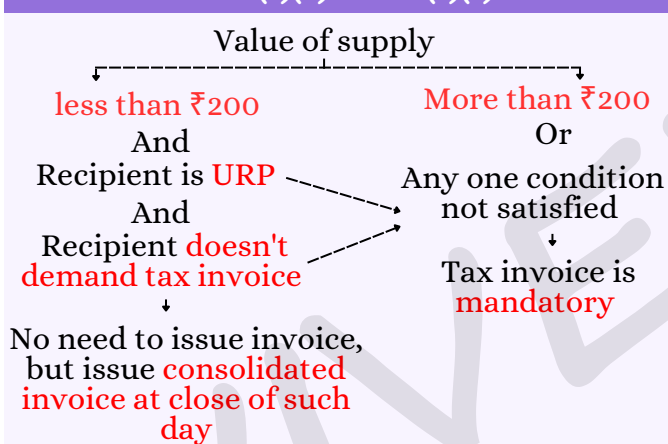 Value of supply
less than ₹200
And
Recipient is URP
And
Recipient doesn't
demand tax invoice
No need to issue invoice,
but issue consolidated
invoice at close of such
day
More than ₹200
Or
Any one condition
not satisfied
Tax invoice is
mandatory